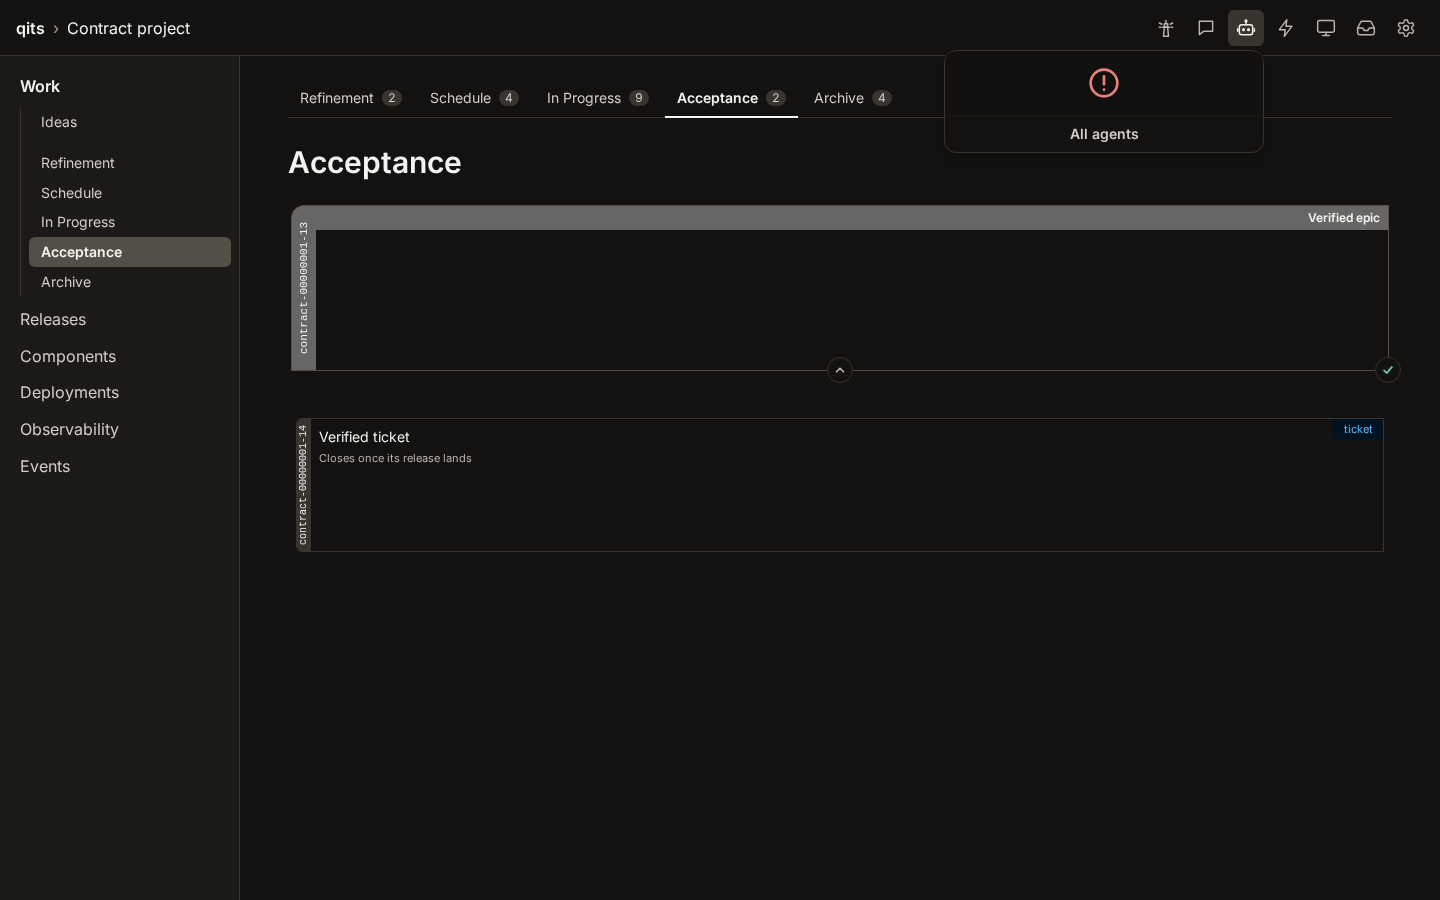 qits › Contract project
Work
Ideas
Refinement
Schedule
In Progress
Acceptance
Archive
Releases
Components
Deployments
Observability
Events
Refinement 2
Schedule 4
In Progress 9
Acceptance 2
Archive 4
All agents
Acceptance
Verified epic
contract-00000001-13
contract-00000001-14
Verified ticket
ticket
Closes once its release lands